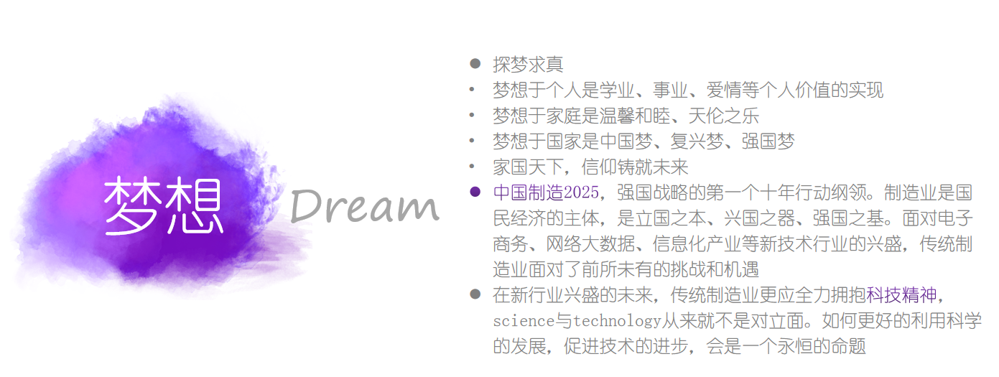 梦想
Dream
● 探梦求真
• 梦想于个人是学业、事业、爱情等个人价值的实现
• 梦想于家庭是温馨和睦、天伦之乐
• 梦想于国家是中国梦、复兴梦、强国梦
• 家国天下，信仰铸就未来
● 中国制造2025，强国战略的第一个十年行动纲领。制造业是国
民经济的主体，是立国之本、兴国之器、强国之基。面对电子
商务、网络大数据、信息化产业等新技术行业的兴盛，传统制
造业面对了前所未有的挑战和机遇
● 在新行业兴盛的未来，传统制造业更应全力拥抱科技精神，
science与technology从来就不是对立面。如何更好的利用科学
的发展，促进技术的进步，会是一个永恒的命题